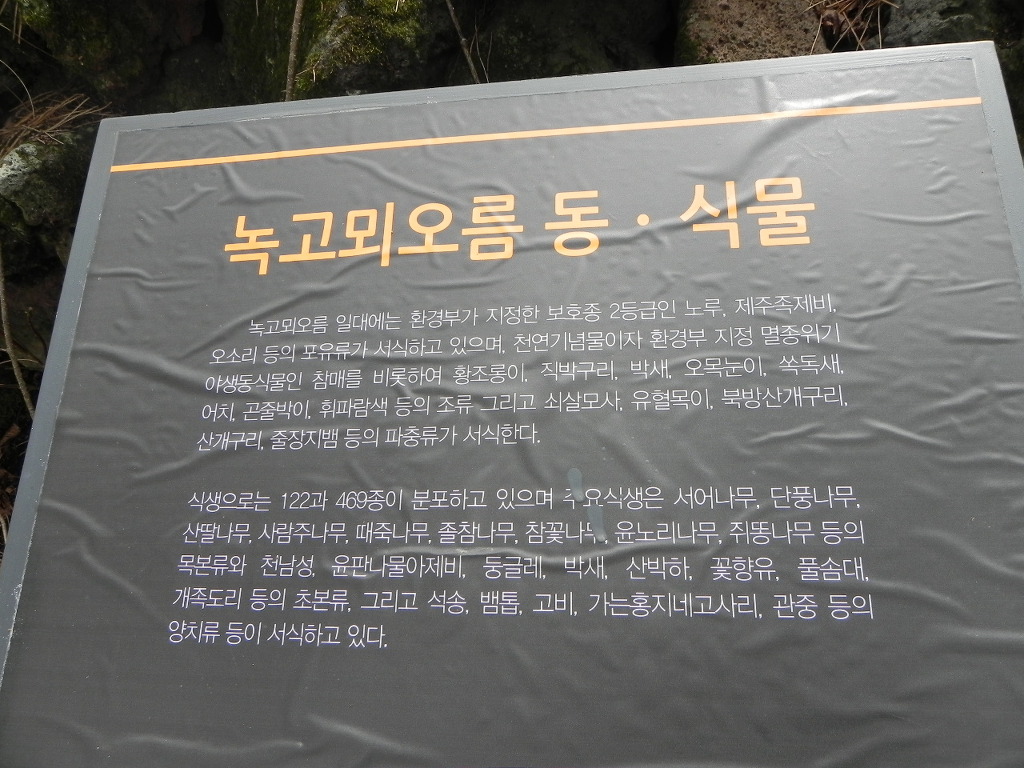 녹고뫼오름 동 · 식물
녹고뫼오름 일대에는 환경부가 지정한 보호종 2등급인 노루, 제주족제비,
오소리 등의 포유류가 서식하고 있으며, 천연기념물이자 환경부 지정 멸종위기
야생동식물인 참매를 비롯하여 황조롱이, 직박구리, 박새, 오목눈이, 쏙독새,
어치, 곤줄박이, 휘파람색 등의 조류 그리고 쇠살모사, 유혈목이, 북방산개구리,
산개구리, 줄장지뱀 등의 파충류가 서식한다.
식생으로는 122과 469종이 분포하고 있으며 주요식생은 서어나무, 단풍나무,
산딸나무, 사람주나무, 때죽나무, 졸참나무, 참꽃나무, 윤노리나무, 쥐똥나무 등의
목본류와 천남성, 윤판나물아제비, 둥글레, 박새, 산박하, 꽃향유, 풀솜대,
개족도리 등의 초본류, 그리고 석송, 뱀톱, 고비, 가는홍지네고사리, 관중 등의
양치류 등이 서식하고 있다.